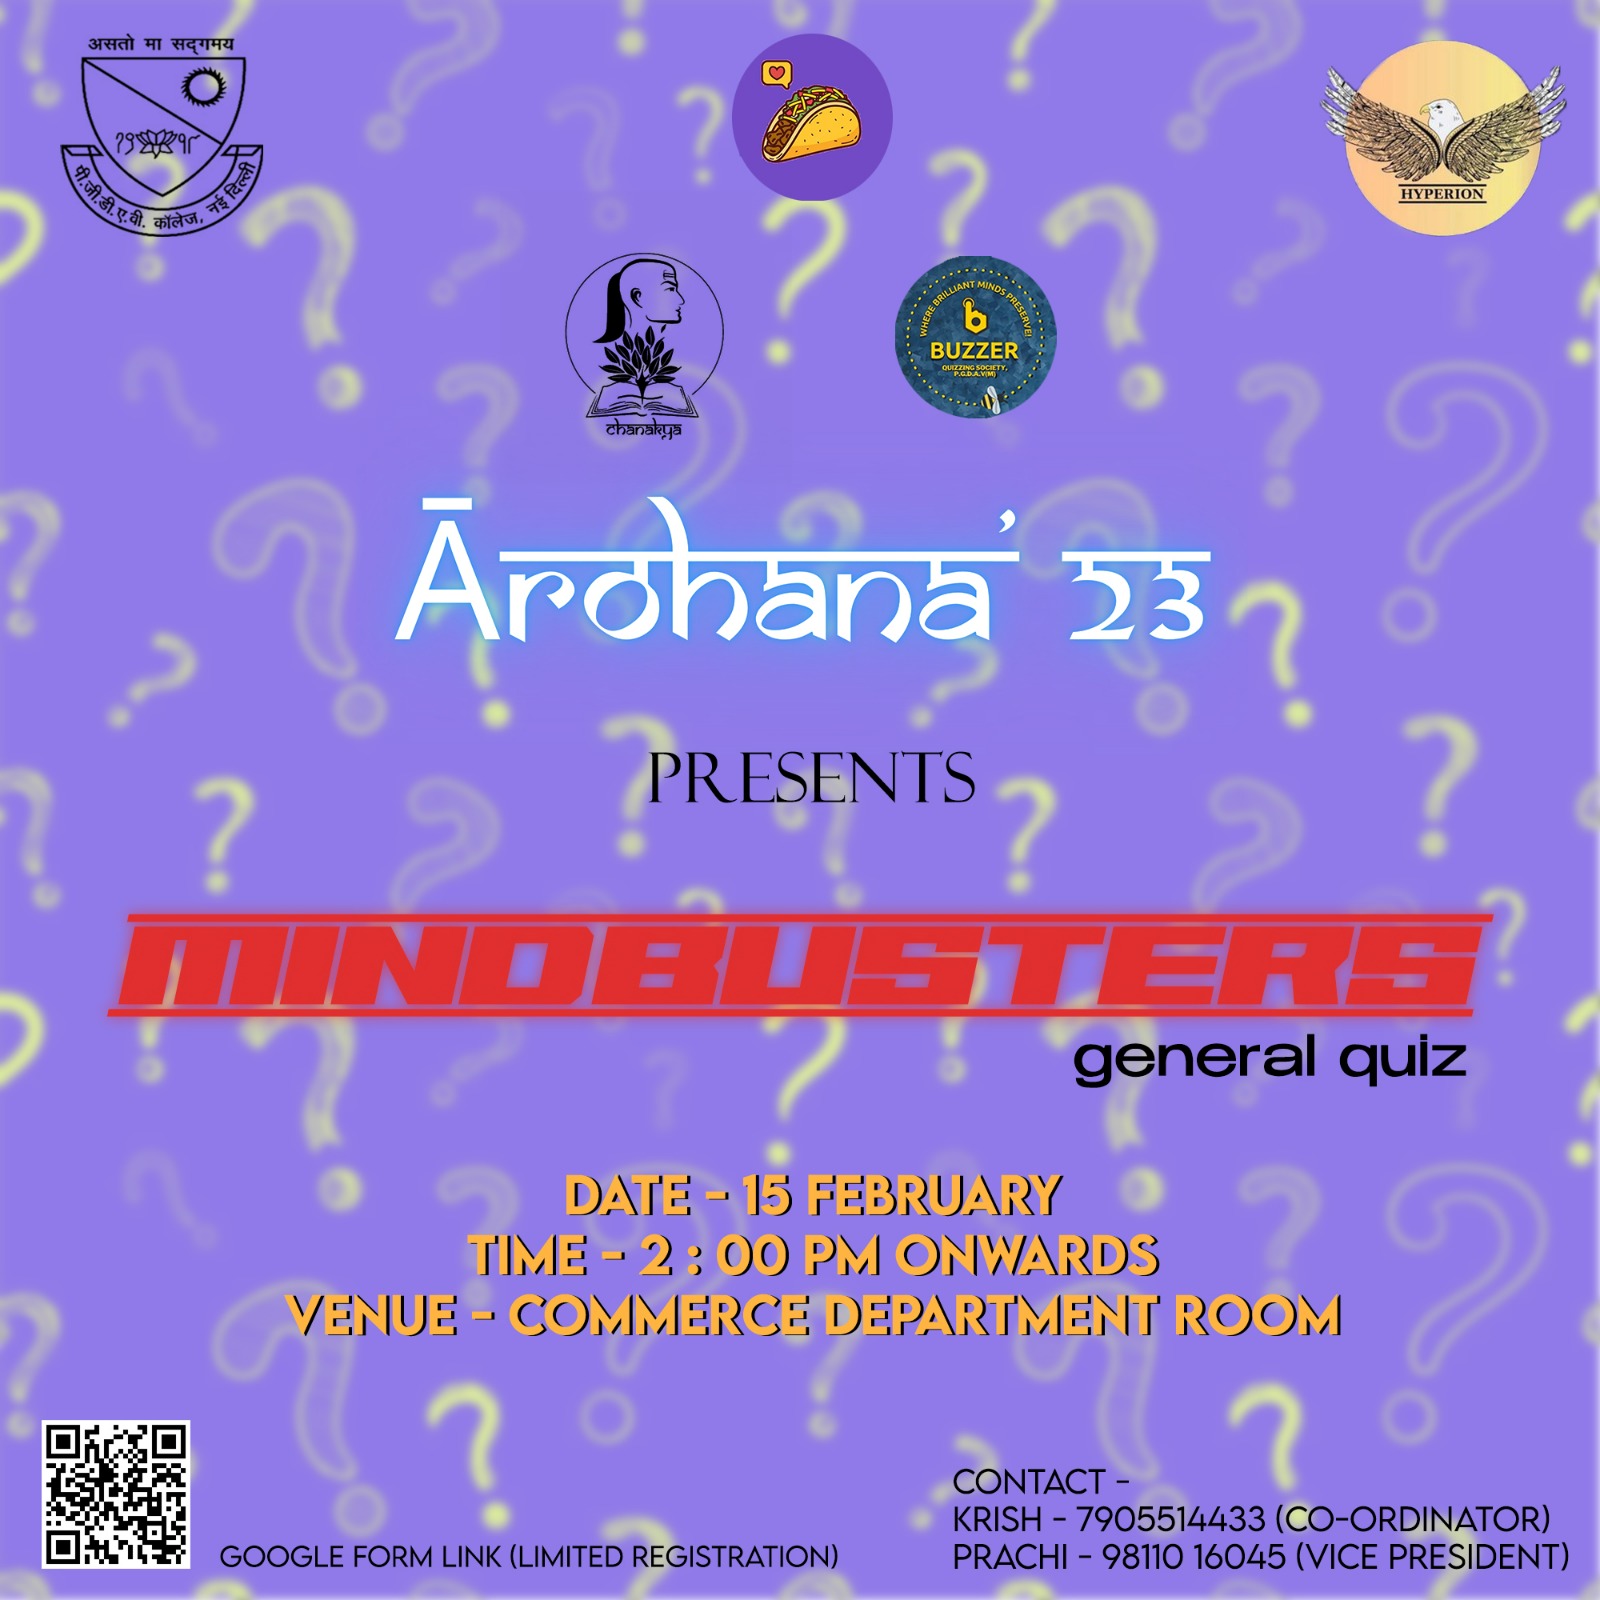 असतो मा सद्गमय
१९ ५८
पी.जी.डी.ए.वी. कॉलेज, नई दिल्ली
HYPERION
chanakya
WHERE BRILLIANT MINDS PRESERVE!
b
BUZZER
QUIZZING SOCIETY,
P.G.D.A.V(M)
Ārohana' 23
PRESENTS
MINDBUSTERS
general quiz
DATE - 15 FEBRUARY
TIME - 2 : 00 PM ONWARDS
VENUE - COMMERCE DEPARTMENT ROOM
GOOGLE FORM LINK (LIMITED REGISTRATION)
CONTACT -
KRISH - 7905514433 (CO-ORDINATOR)
PRACHI - 98110 16045 (VICE PRESIDENT)